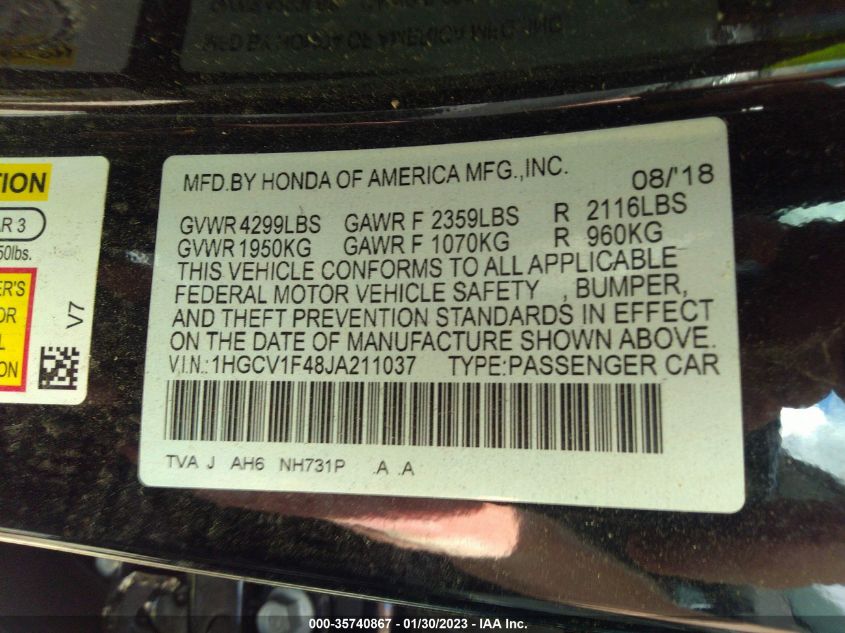 MFD.BY HONDA OF AMERICA MFG.,INC. 08/'18
GVWR 4299LBS GAWR F 2359LBS R 2116LBS
GVWR 1950KG GAWR F 1070KG R 960KG
THIS VEHICLE CONFORMS TO ALL APPLICABLE
FEDERAL MOTOR VEHICLE SAFETY , BUMPER,
AND THEFT PREVENTION STANDARDS IN EFFECT
ON THE DATE OF MANUFACTURE SHOWN ABOVE.
V.I.N.: 1HGCV1F48JA211037 TYPE:PASSENGER CAR
TVA J AH6 NH731P .A .A
R 3
50lbs.
V7
000-35740867 - 01/30/2023 - IAA Inc.